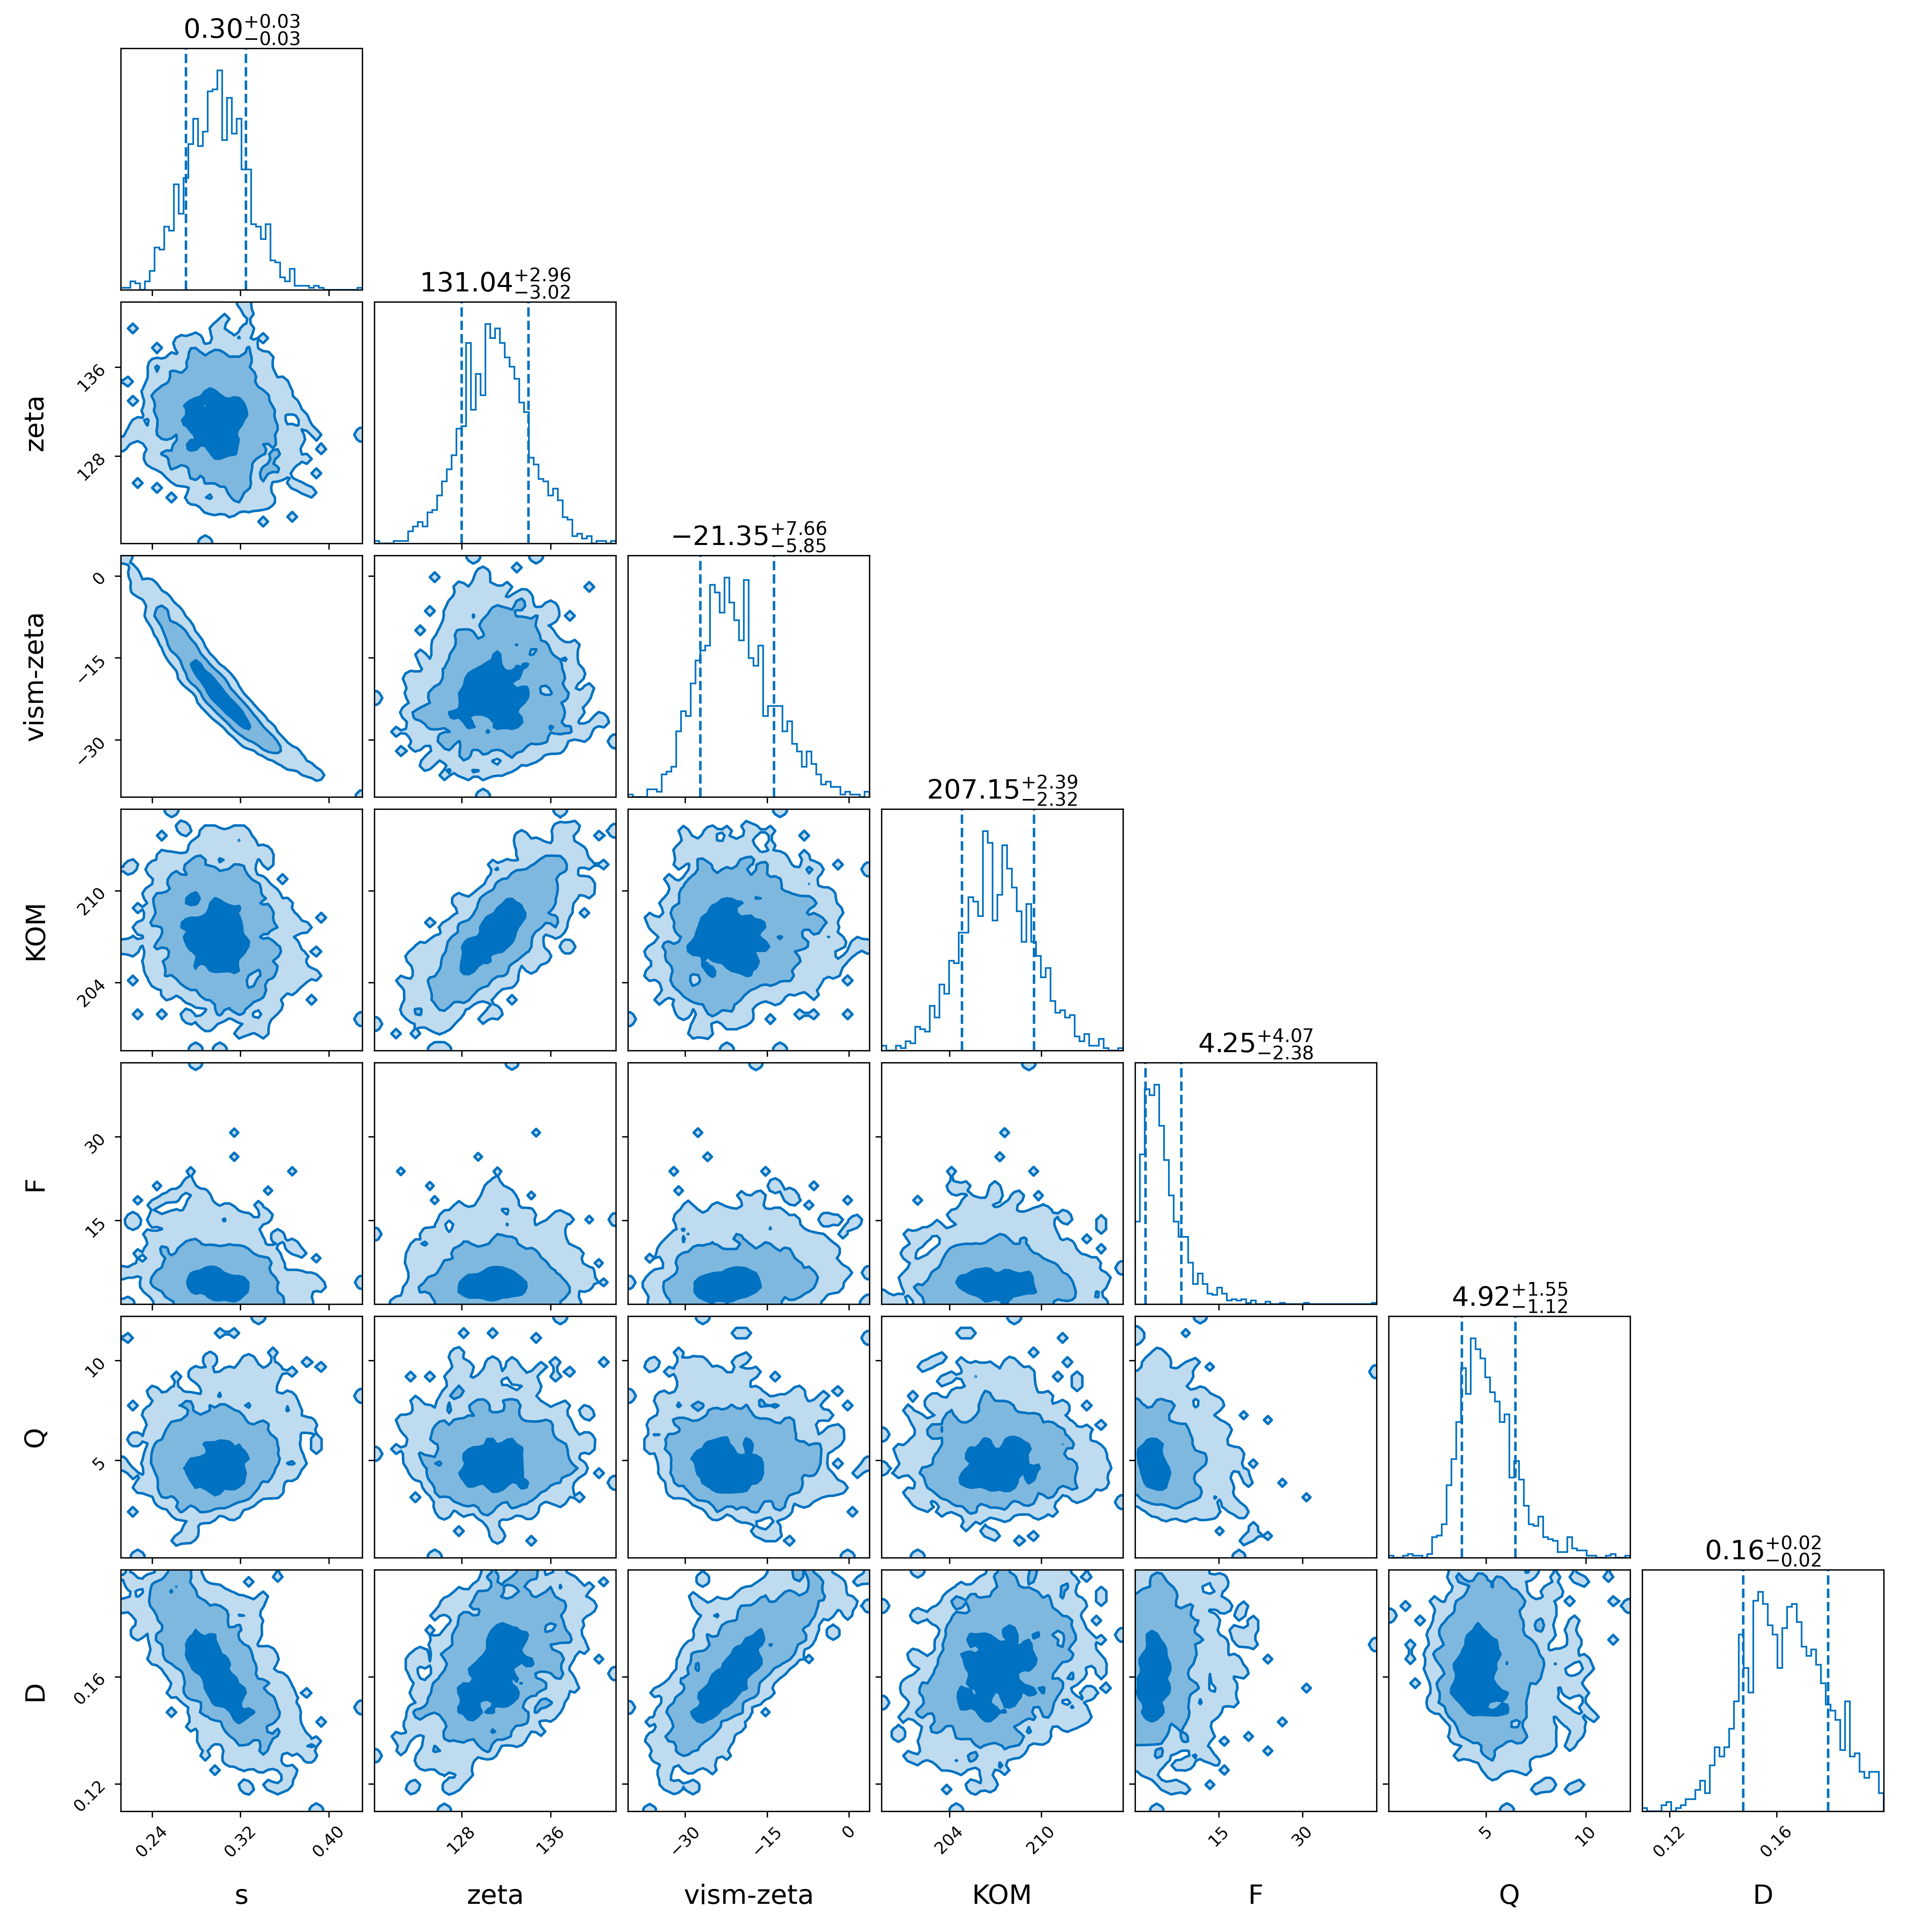 0.30+0.03−0.03
131.04+2.96−3.02
zeta
136
128
−21.35+7.66−5.85
vism-zeta
0
−15
−30
207.15+2.39−2.32
KOM
210
204
4.25+4.07−2.38
F
30
15
4.92+1.55−1.12
Q
10
5
0.16+0.02−0.02
D
0.16
0.12
0.24 0.32 0.40 128 136 −30 −15 0 204 210 15 30 5 10 0.12 0.16
s zeta vism-zeta KOM F Q D